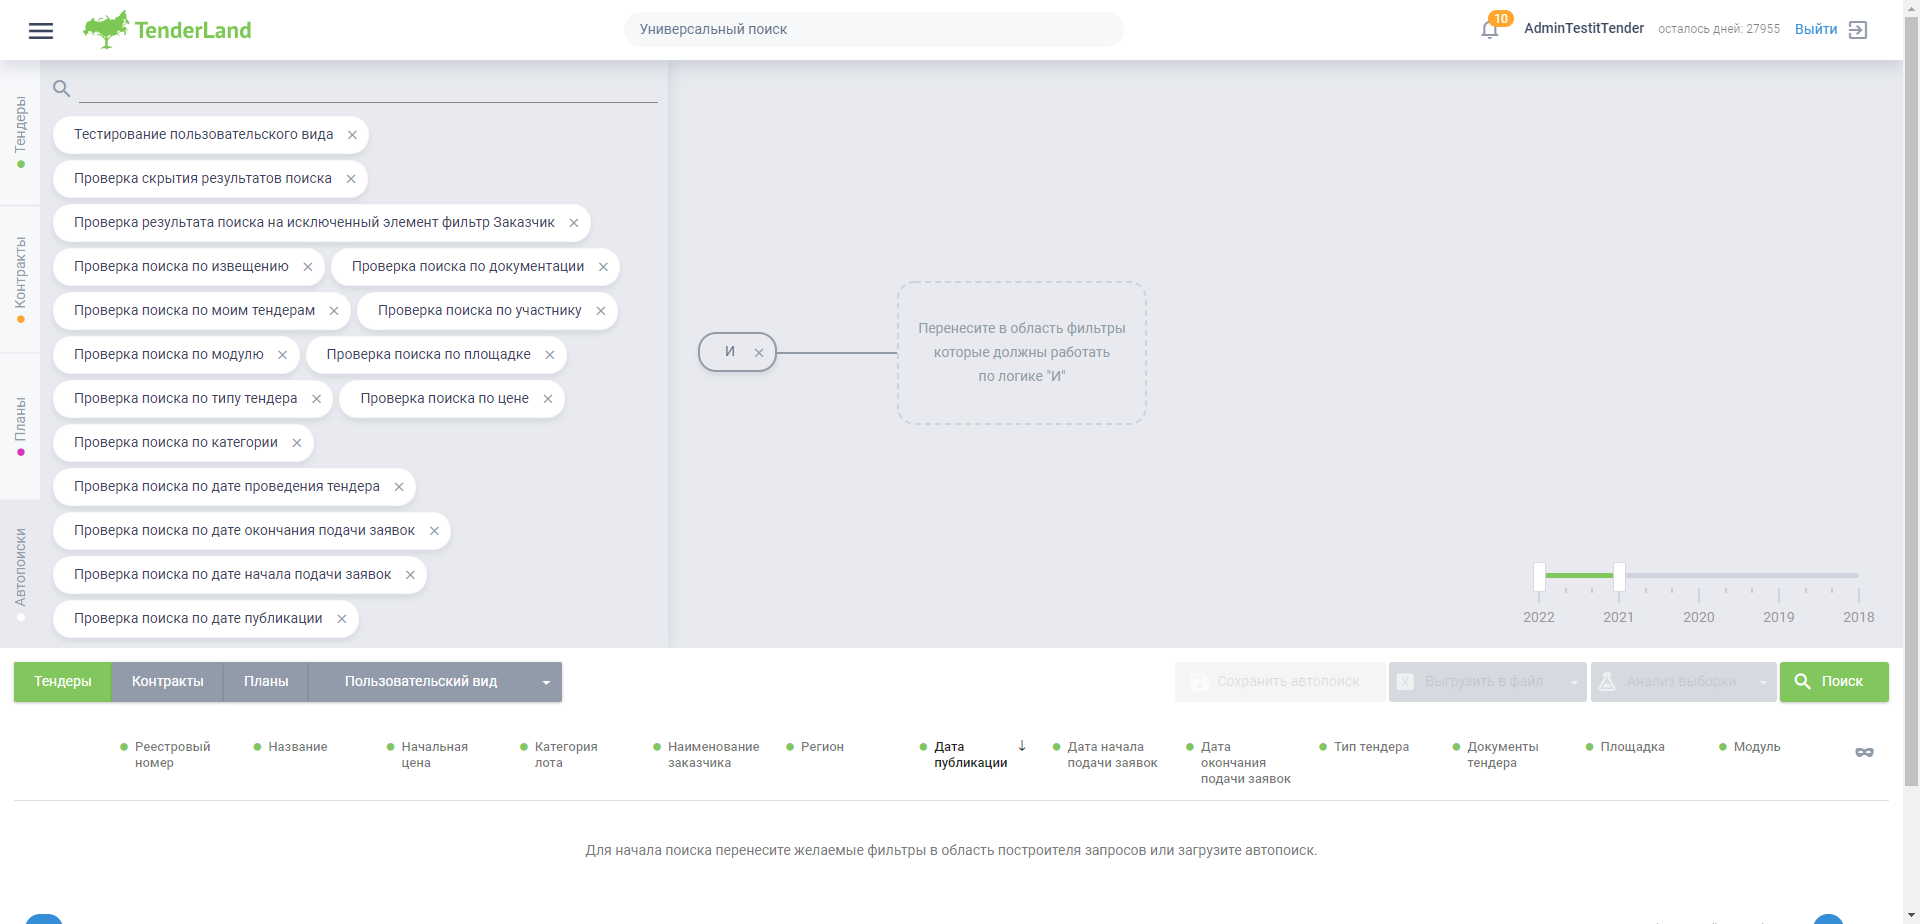 TenderLand
Универсальный поиск
10
AdminTestitTender
осталось дней: 27955
Выйти
Тендеры
Контракты
Планы
Автопоиски
Тестирование пользовательского вида
Проверка скрытия результатов поиска
Проверка результата поиска на исключенный элемент фильтр Заказчик
Проверка поиска по извещению
Проверка поиска по документации
Проверка поиска по моим тендерам
Проверка поиска по участнику
Проверка поиска по модулю
Проверка поиска по площадке
Проверка поиска по типу тендера
Проверка поиска по цене
Проверка поиска по категории
Проверка поиска по дате проведения тендера
Проверка поиска по дате окончания подачи заявок
Проверка поиска по дате начала подачи заявок
Проверка поиска по дате публикации
И
Перенесите в область фильтры
которые должны работать
по логике "И"
2022
2021
2020
2019
2018
Тендеры
Контракты
Планы
Пользовательский вид
Сохранить автопоиск
Выгрузить в файл
Анализ выборки
Поиск
Реестровый
номер
Название
Начальная
цена
Категория
лота
Наименование
заказчика
Регион
Дата
публикации
Дата начала
подачи заявок
Дата
окончания
подачи заявок
Тип тендера
Документы
тендера
Площадка
Модуль
Для начала поиска перенесите желаемые фильтры в область построителя запросов или загрузите автопоиск.